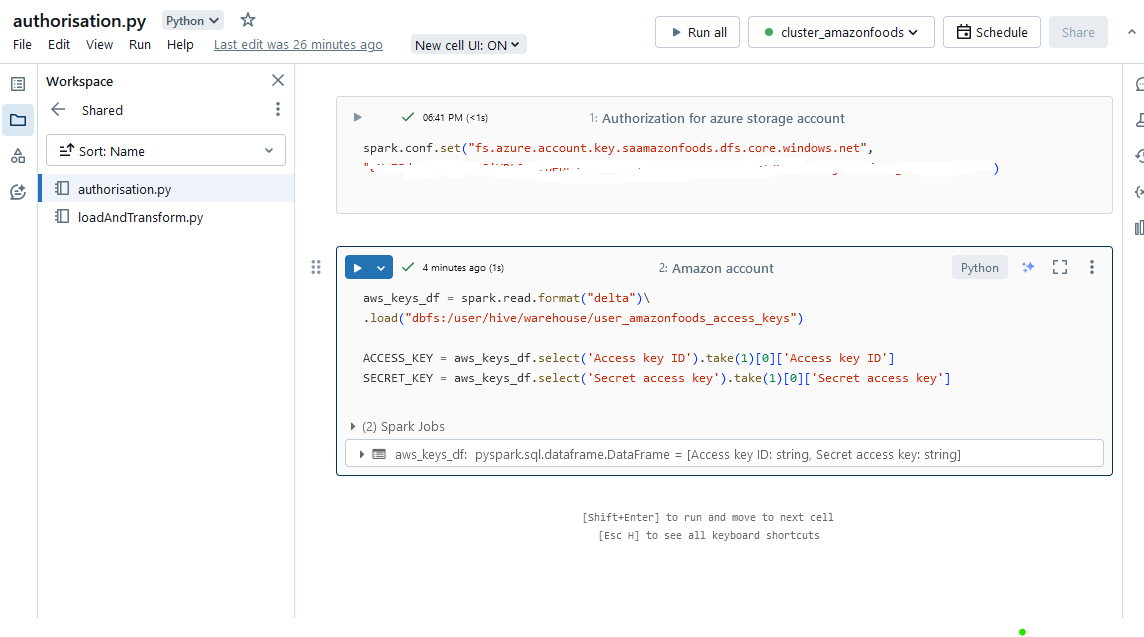 authorisation.py Python
File Edit View Run Help Last edit was 26 minutes ago New cell UI: ON
Run all cluster_amazonfoods Schedule Share
Workspace
Shared
Sort: Name
authorisation.py
loadAndTransform.py
06:41 PM (<1s) 1: Authorization for azure storage account
spark.conf.set("fs.azure.account.key.saamazonfoods.dfs.core.windows.net",
)
4 minutes ago (1s) 2: Amazon account Python
aws_keys_df = spark.read.format("delta")\
.load("dbfs:/user/hive/warehouse/user_amazonfoods_access_keys")
ACCESS_KEY = aws_keys_df.select('Access key ID').take(1)[0]['Access key ID']
SECRET_KEY = aws_keys_df.select('Secret access key').take(1)[0]['Secret access key']
(2) Spark Jobs
aws_keys_df: pyspark.sql.dataframe.DataFrame = [Access key ID: string, Secret access key: string]
[Shift+Enter] to run and move to next cell
[Esc H] to see all keyboard shortcuts